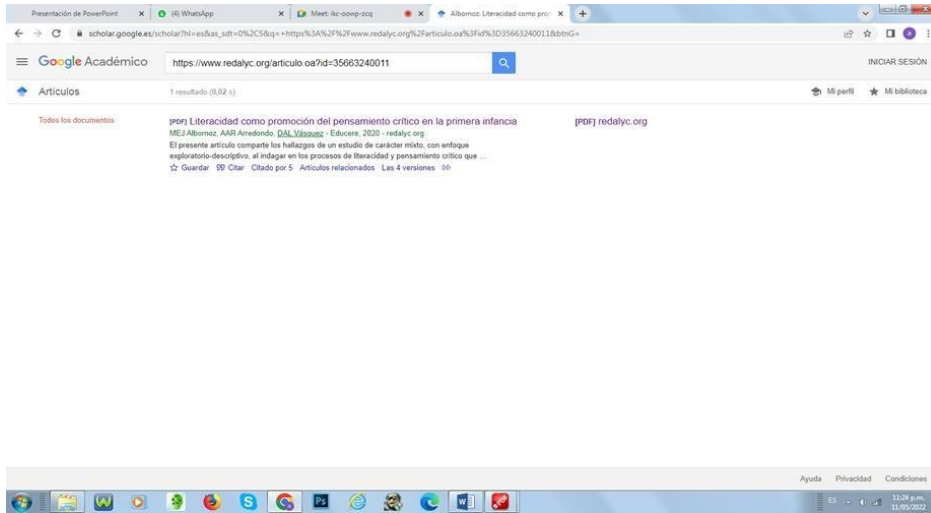 Presentación de PowerPoint
(4) WhatsApp
Meet: ikc-oowp-zcq
Albornoz: Literacidad como pro
scholar.google.es/scholar?hl=es&as_sdt=0%2C5&q=++https%3A%2F%2Fwww.redalyc.org%2Farticulo.oa%3Fid%3D35663240011&btnG=
Google Académico
https://www.redalyc.org/articulo.oa?id=35663240011
INICIAR SESIÓN
Artículos
1 resultado (0,02 s)
Mi perfil
Mi biblioteca
Todos los documentos
[PDF] Literacidad como promoción del pensamiento crítico en la primera infancia
[PDF] redalyc.org
MEJ Albornoz, AAR Arredondo, DAL Vásquez - Educere, 2020 - redalyc.org
El presente artículo comparte los hallazgos de un estudio de carácter mixto, con enfoque
exploratorio-descriptivo, al indagar en los procesos de literacidad y pensamiento crítico que ...
Guardar Citar Citado por 5 Artículos relacionados Las 4 versiones
Ayuda Privacidad Condiciones
ES
11:24 p.m.
11/05/2022